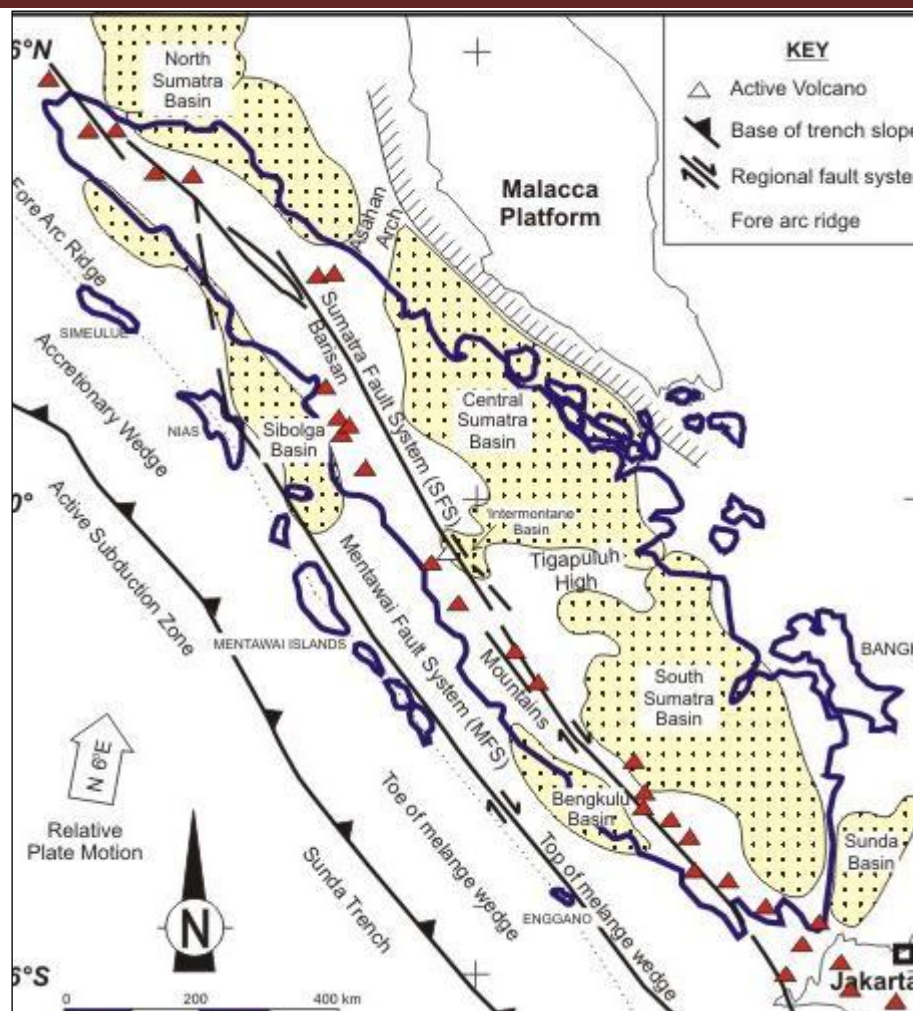 6°N
North
Sumatra
Basin
KEY
Active Volcano
Base of trench slope
Regional fault system
Fore arc ridge
Malacca
Platform
Asahan
Arch
Fore Arc Ridge
SIMEULUE
Accretionary Wedge
Barisan
Sumatra Fault System (SFS)
Central
Sumatra
Basin
NIAS
Sibolga
Basin
0°
Active Subduction Zone
Intermontane
Basin
Tigapuluh
High
Mentawai Fault System (MFS)
MENTAWAI ISLANDS
Mountains
South
Sumatra
Basin
BANG
N 6°E
Relative
Plate Motion
Bengkulu
Basin
Sunda
Basin
Toe of melange wedge
Top of melange wedge
Sunda Trench
ENGGANO
N
6°S
Jakarta
0 200 400 km